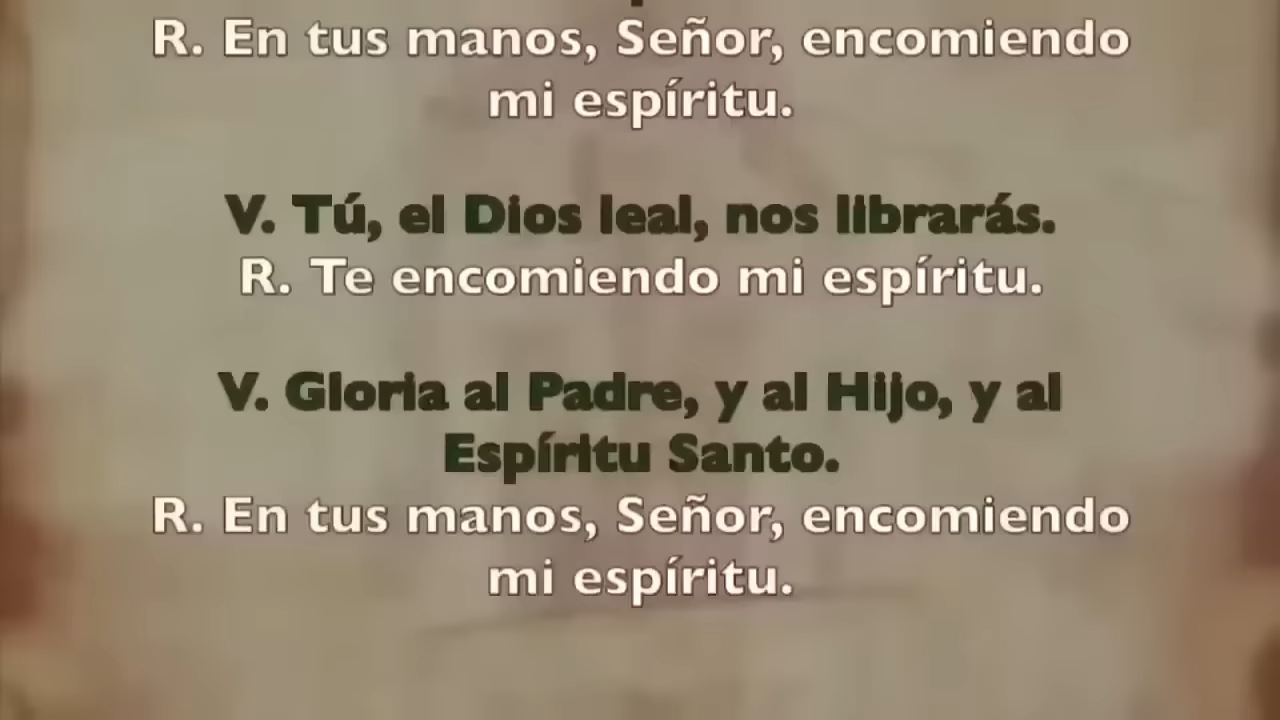 R. En tus manos, Señor, encomiendo
mi espíritu.
V. Tú, el Dios leal, nos librarás.
R. Te encomiendo mi espíritu.
V. Gloria al Padre, y al Hijo, y al
Espíritu Santo.
R. En tus manos, Señor, encomiendo
mi espíritu.